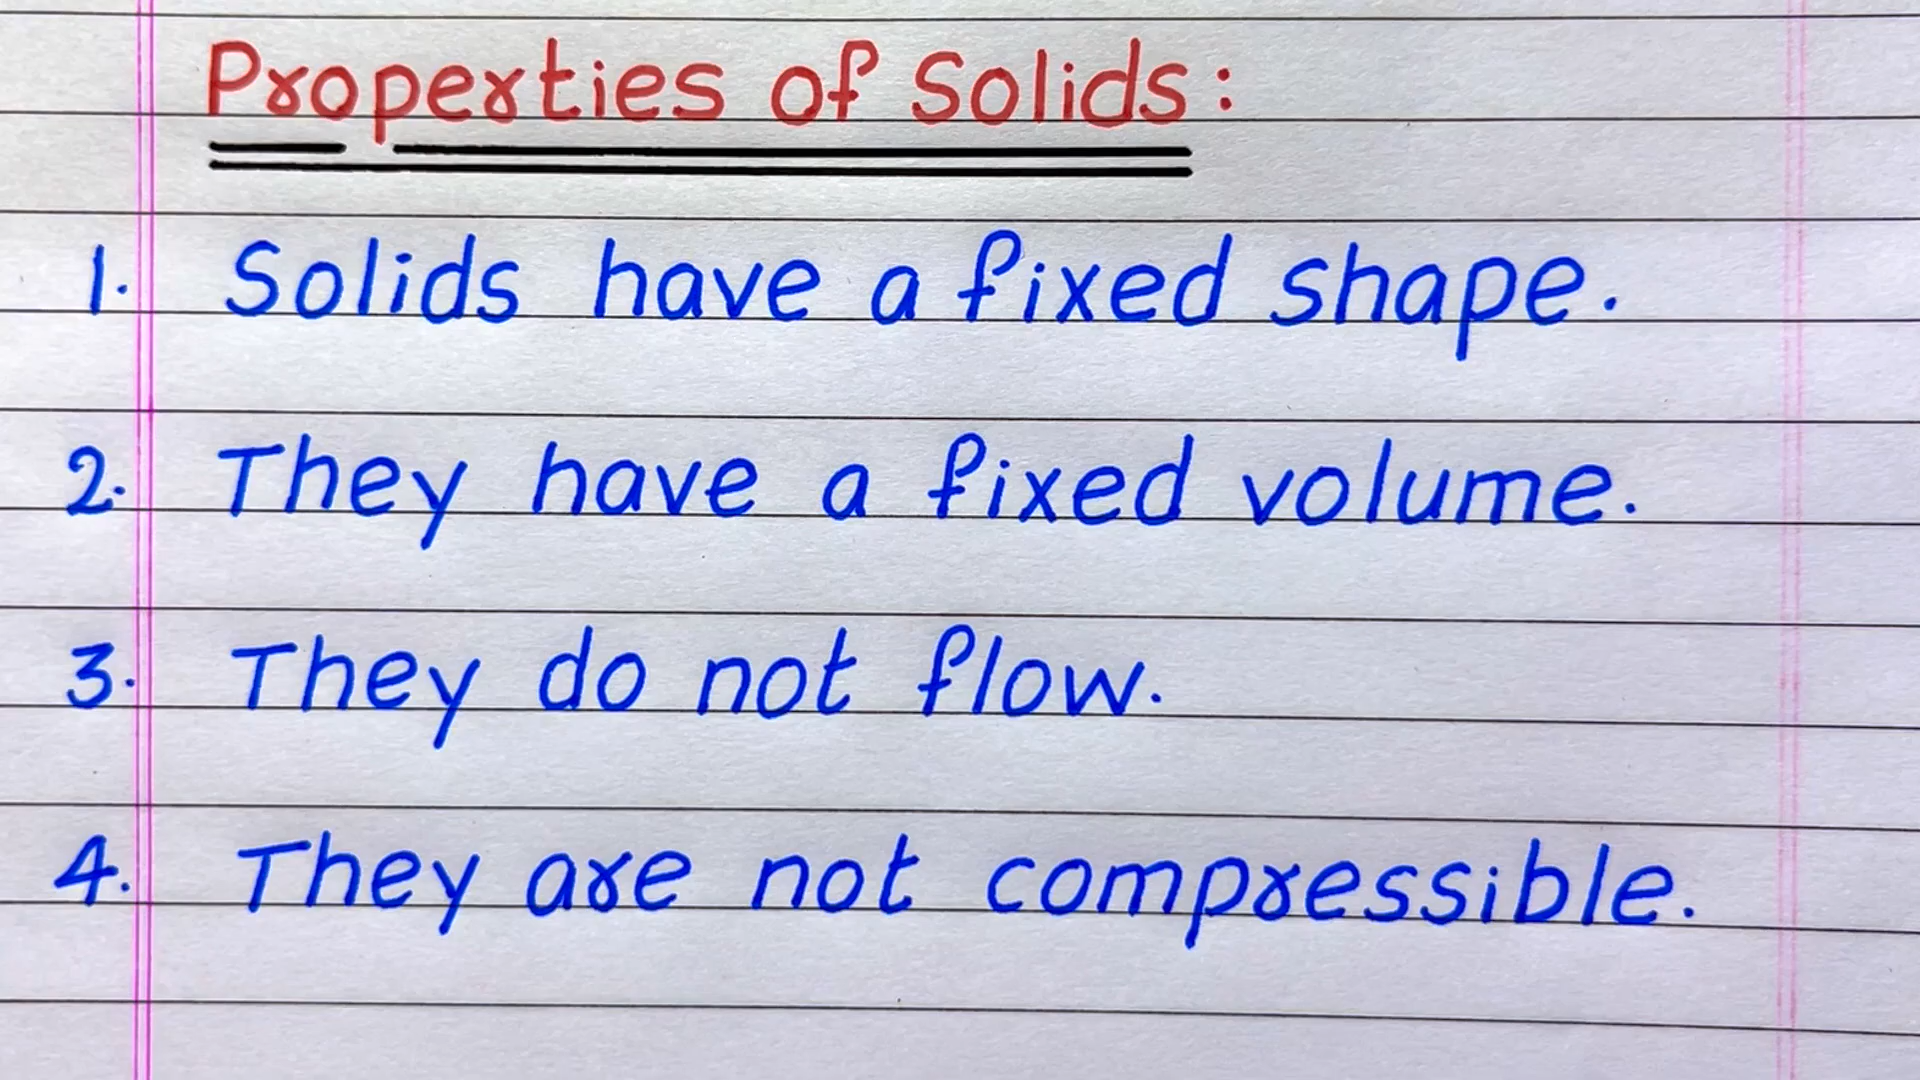 Properties of Solids:
1. Solids have a fixed shape.
2. They have a fixed volume.
3. They do not flow.
4. They are not compressible.